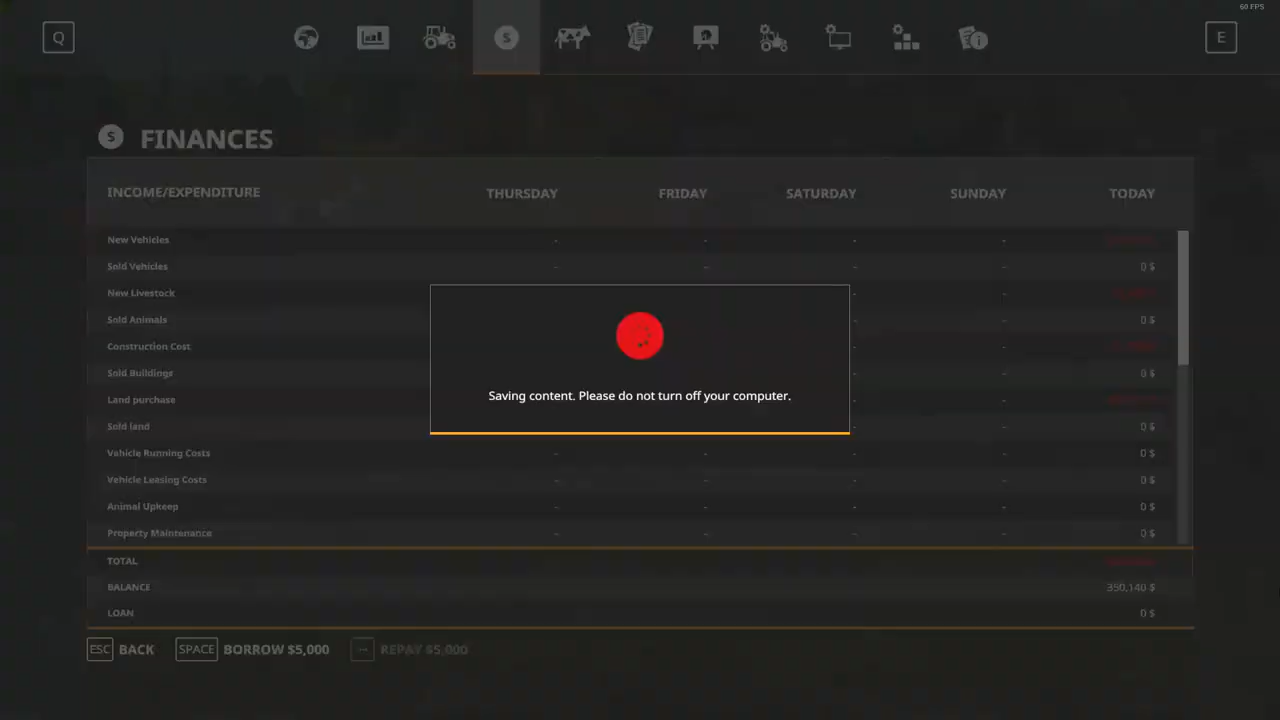 60 FPS
Q
E
FINANCES
INCOME/EXPENDITURE THURSDAY FRIDAY SATURDAY SUNDAY TODAY
New Vehicles - - - -
Sold Vehicles - - - - 0 $
New Livestock - -
Sold Animals - - 0 $
Construction Cost - -
Sold Buildings - - 0 $
Land purchase - -
Sold land - - 0 $
Vehicle Running Costs - - - - 0 $
Vehicle Leasing Costs - - - - 0 $
Animal Upkeep - - - - 0 $
Property Maintenance - - - - 0 $
Saving content. Please do not turn off your computer.
TOTAL
BALANCE 350,140 $
LOAN 0 $
ESC BACK SPACE BORROW $5,000 ... REPAY $5,000